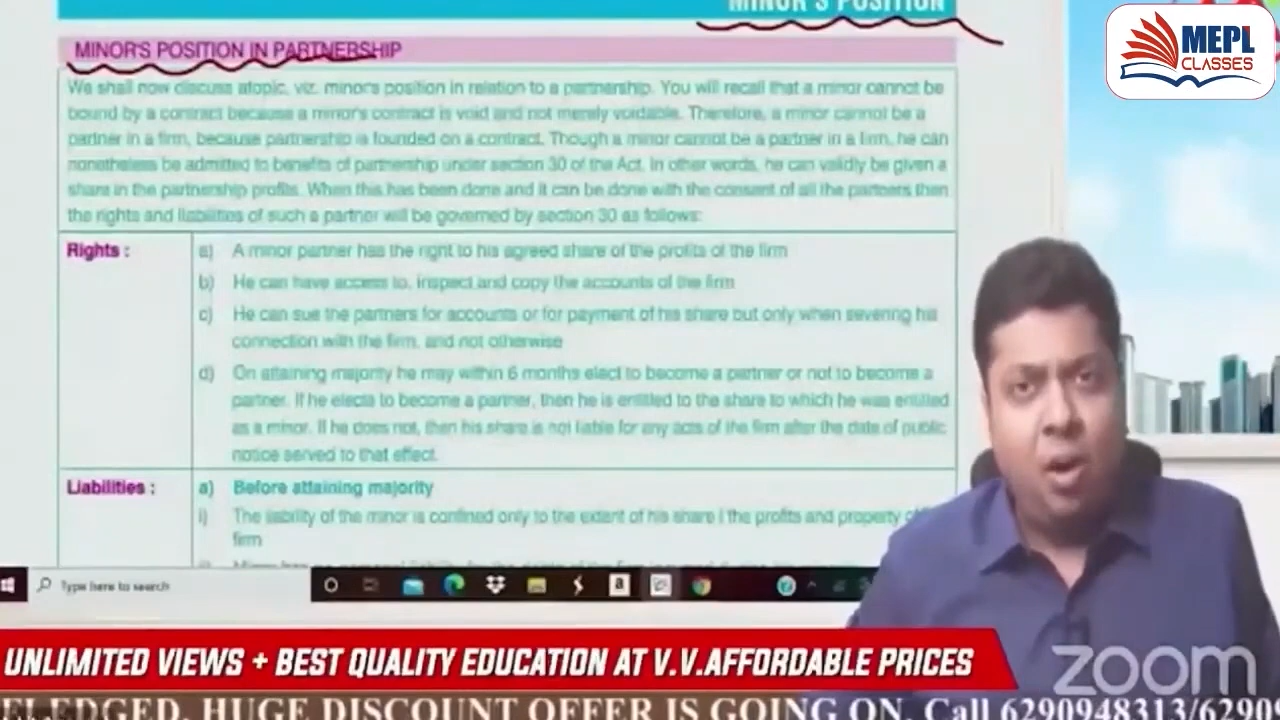 MINOR'S POSITION
MEPL
CLASSES
MINOR'S POSITION IN PARTNERSHIP
We shall now discuss atopic, viz. minor's position in relation to a partnership. You will recall that a minor cannot be
bound by a contract because a minor's contract is void and not merely voidable. Therefore, a minor cannot be a
partner in a firm, because partnership is founded on a contract. Though a minor cannot be a partner in a firm, he can
nonetheless be admitted to benefits of partnership under section 30 of the Act. In other words, he can validly be given a
share in the partnership profits. When this has been done and it can be done with the consent of all the partners then
the rights and liabilities of such a partner will be governed by section 30 as follows:
Rights :
a) A minor partner has the right to his agreed share of the profits of the firm
b) He can have access to, inspect and copy the accounts of the firm
c) He can sue the partners for accounts or for payment of his share but only when severing his
connection with the firm, and not otherwise
d) On attaining majority he may within 6 months elect to become a partner or not to become a
partner. If he elects to become a partner, then he is entitled to the share to which he was entitled
as a minor. If he does not, then his share is not liable for any acts of the firm after the date of public
notice served to that effect.
Liabilities :
a) Before attaining majority
i) The liability of the minor is confined only to the extent of his share i the profits and property of
firm
Type here to search
UNLIMITED VIEWS + BEST QUALITY EDUCATION AT V.V.AFFORDABLE PRICES
zoom
HUGE DISCOUNT OFFER IS GOING ON. Call 6290948313/6290